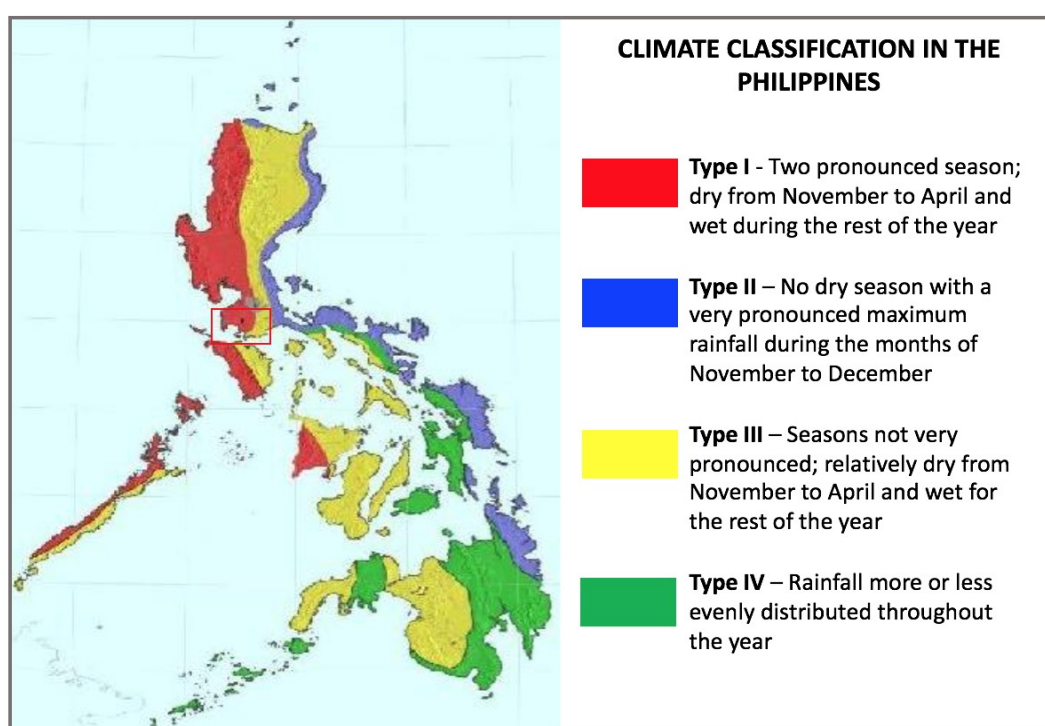 CLIMATE CLASSIFICATION IN THE
PHILIPPINES
Type I - Two pronounced season;
dry from November to April and
wet during the rest of the year
Type II – No dry season with a
very pronounced maximum
rainfall during the months of
November to December
Type III – Seasons not very
pronounced; relatively dry from
November to April and wet for
the rest of the year
Type IV – Rainfall more or less
evenly distributed throughout
the year